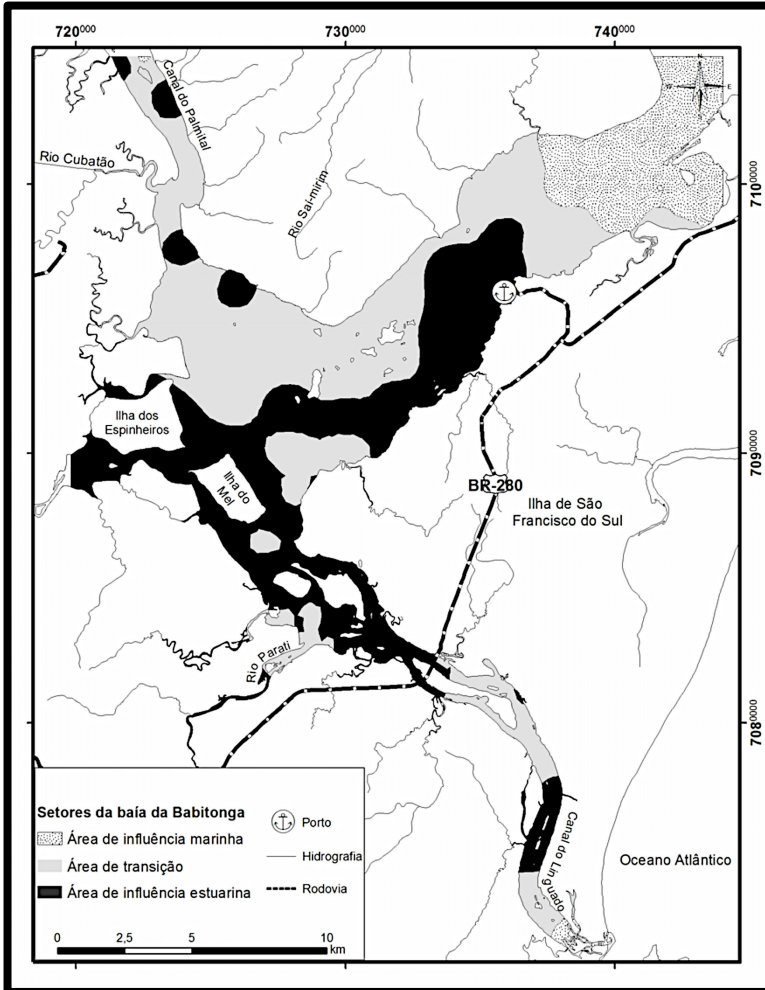 720⁰⁰⁰
730⁰⁰⁰
740⁰⁰⁰
N
W
E
S
Canal do Palmital
Rio Cubatão
Rio Sai-mirim
710⁰⁰⁰⁰
Ilha dos
Espinheiros
Ilha do
Mel
709⁰⁰⁰⁰
BR-280
Ilha de São
Francisco do Sul
Rio Parati
708⁰⁰⁰⁰
Canal do Linguado
Oceano Atlântico
Setores da baía da Babitonga
Área de influência marinha
Área de transição
Área de influência estuarina
Porto
Hidrografia
Rodovia
0
2,5
5
10
km